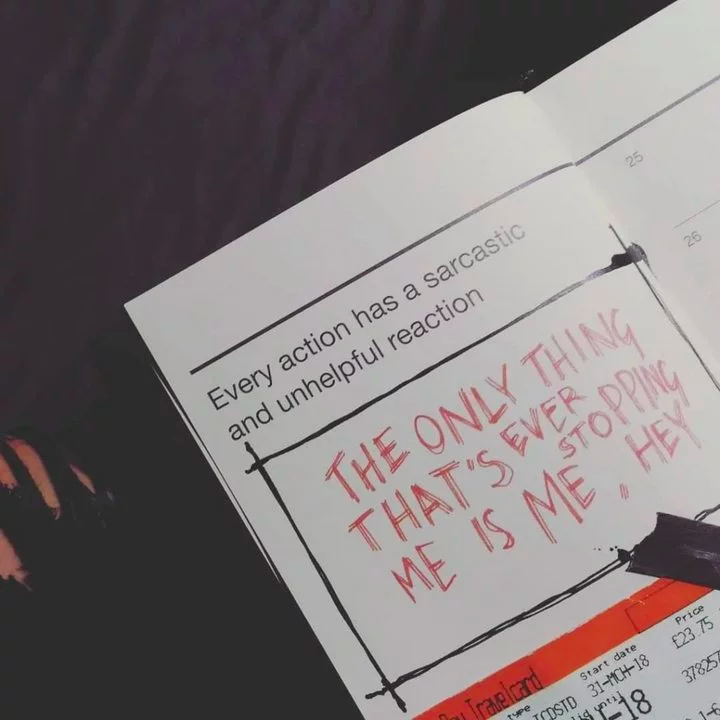 Every action has a sarcastic
and unhelpful reaction
THE ONLY THING
THAT'S EVER STOPPING
ME IS ME, HEY
25
26
Day Travelcard
Start date
Price
31-MCH-18
£23.75